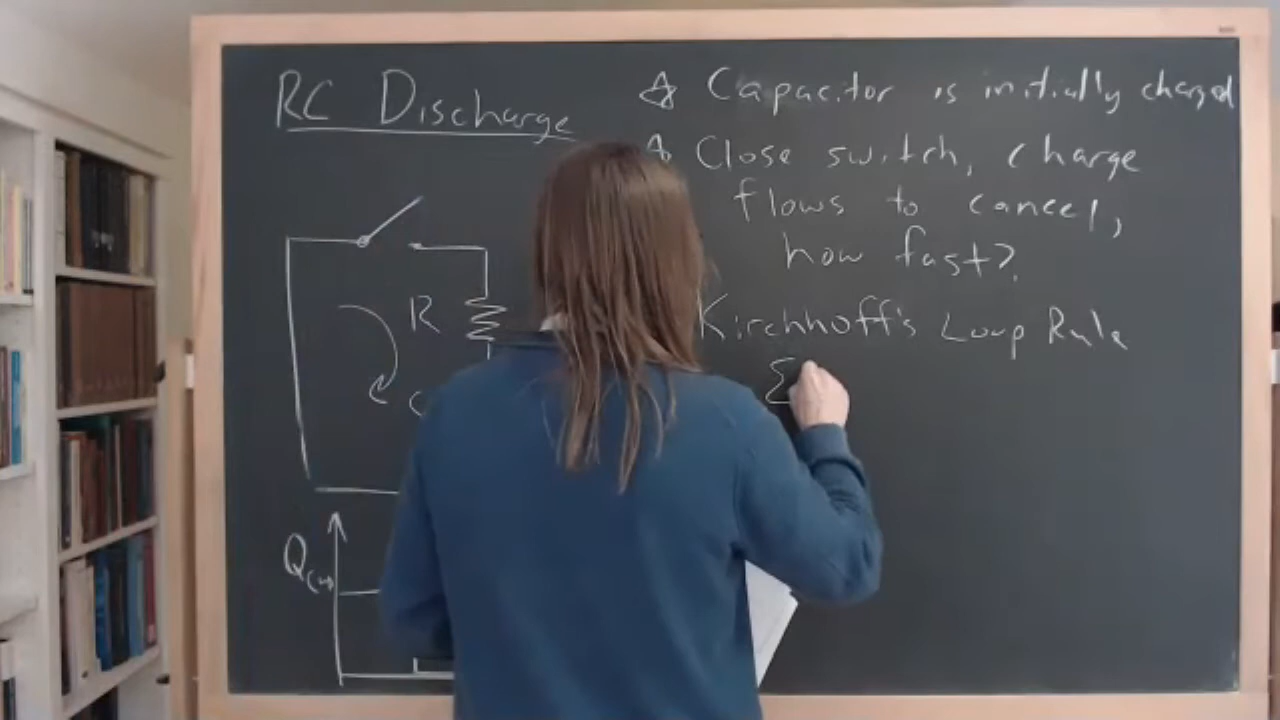 RC Discharge
Capacitor is initially charged
Close switch, charge
flows to cancel,
how fast?
Kirchhoff's Loop Rule
Σ
R
C
Q